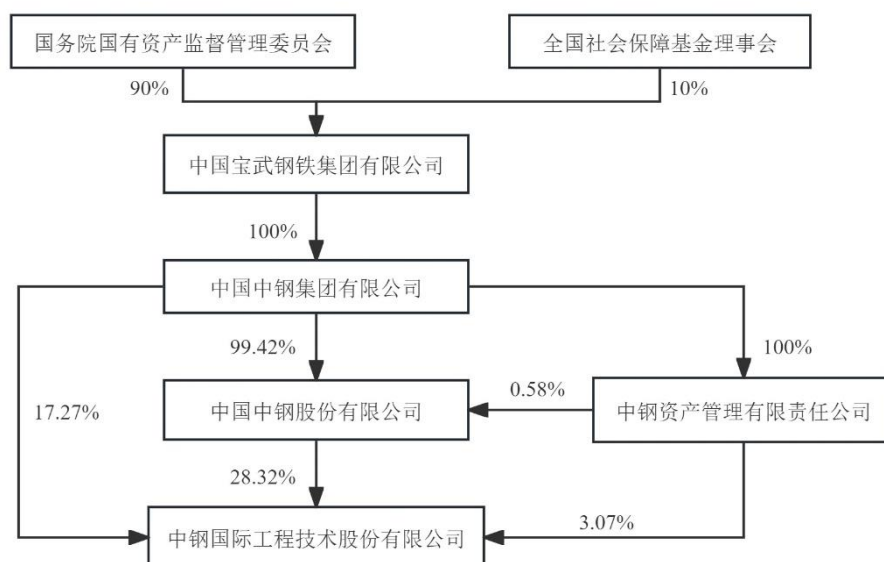 国务院国有资产监督管理委员会
全国社会保障基金理事会
90%
10%
中国宝武钢铁集团有限公司
100%
中国中钢集团有限公司
99.42%
100%
17.27%
中国中钢股份有限公司
0.58%
中钢资产管理有限责任公司
28.32%
3.07%
中钢国际工程技术股份有限公司